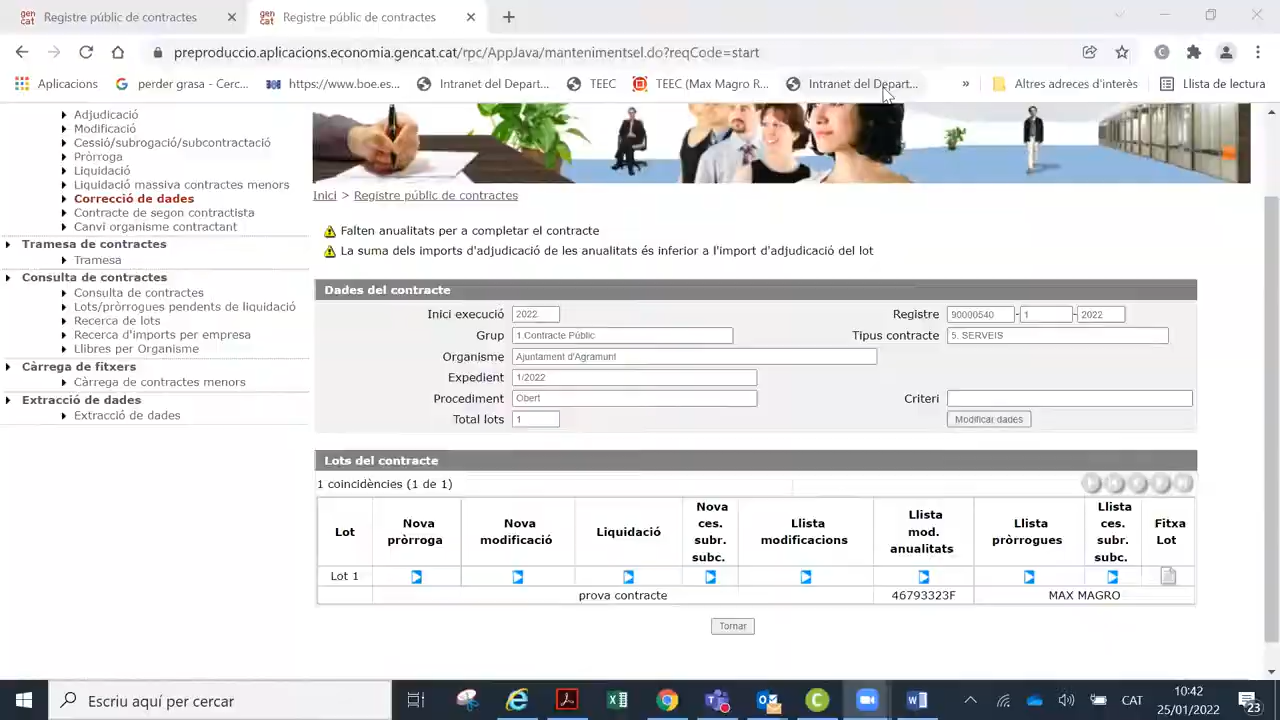 gencat Registre públic de contractes
gencat Registre públic de contractes
preproduccio.aplicacions.economia.gencat.cat/rpc/AppJava/mantenimentsel.do?reqCode=start
C
Aplicacions
perder grasa - Cerc...
https://www.boe.es...
Intranet del Depart...
TEEC
TEEC (Max Magro R...
Intranet del Depart...
»
Altres adreces d'interès
Llista de lectura
Adjudicació
Modificació
Cessió/subrogació/subcontractació
Pròrroga
Liquidació
Liquidació massiva contractes menors
Correcció de dades
Contracte de segon contractista
Canvi organisme contractant
Tramesa de contractes
Tramesa
Consulta de contractes
Consulta de contractes
Lots/pròrrogues pendents de liquidació
Recerca de lots
Recerca d'imports per empresa
Llibres per Organisme
Càrrega de fitxers
Càrrega de contractes menors
Extracció de dades
Extracció de dades
Inici > Registre públic de contractes
Falten anualitats per a completar el contracte
La suma dels imports d'adjudicació de les anualitats és inferior a l'import d'adjudicació del lot
Dades del contracte
Inici execució 2022 Registre 90000540 - 1 - 2022
Grup 1.Contracte Públic Tipus contracte 5. SERVEIS
Organisme Ajuntament d'Agramunt
Expedient 1/2022
Procediment Obert Criteri
Total lots 1 Modificar dades
Lots del contracte
1 coincidències (1 de 1)
Lot
Nova pròrroga
Nova modificació
Liquidació
Nova ces. subr. subc.
Llista modificacions
Llista mod. anualitats
Llista pròrrogues
Llista ces. subr. subc.
Fitxa Lot
Lot 1
prova contracte 46793323F MAX MAGRO
Tornar
Escriu aquí per cercar
CAT
10:42
25/01/2022
23